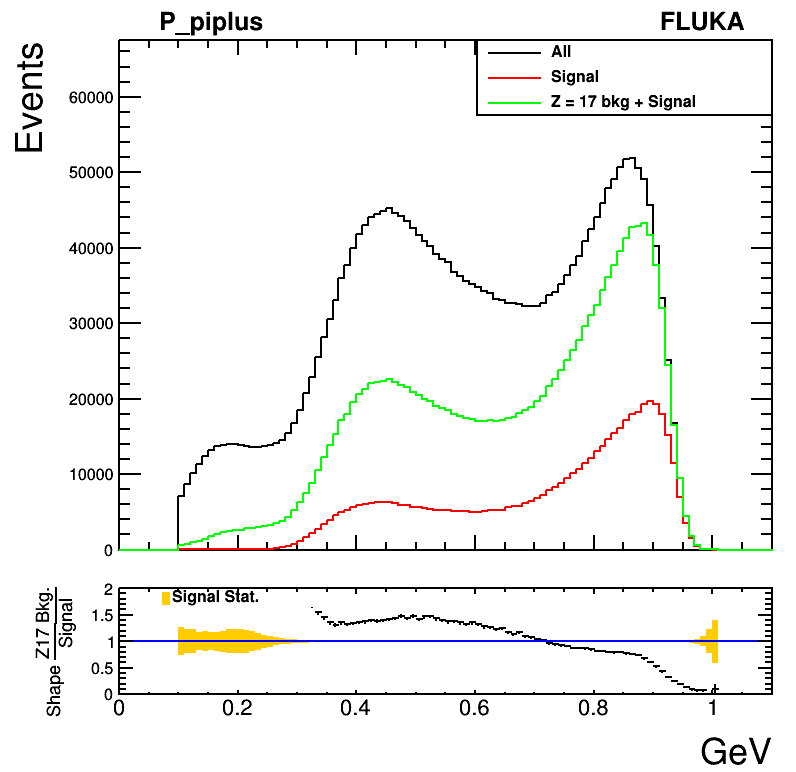 P_piplus
FLUKA
Events
All
Signal
Z = 17 bkg + Signal
60000
50000
40000
30000
20000
10000
0
Shape Z17 Bkg.
Signal
Signal Stat.
2
1.5
1
0.5
0
0 0.2 0.4 0.6 0.8 1
GeV